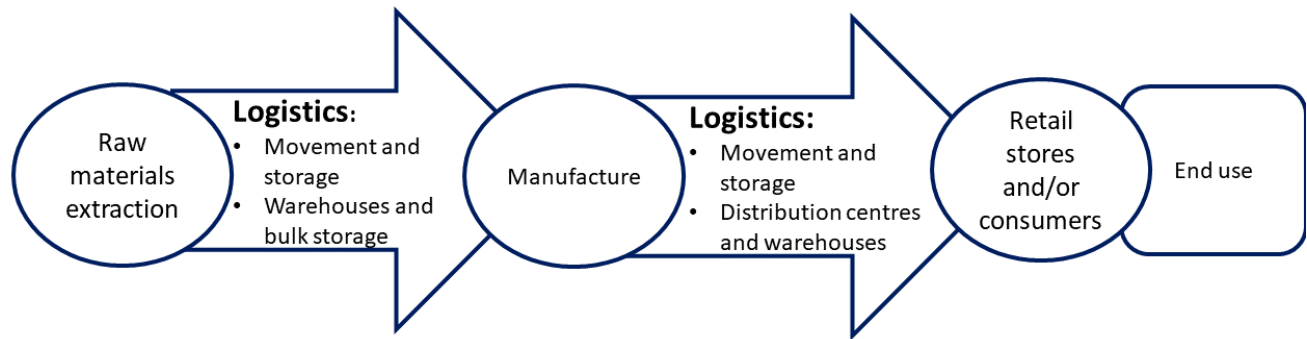 Raw
materials
extraction
Logistics:
• Movement and
storage
• Warehouses and
bulk storage
Manufacture
Logistics:
• Movement and
storage
• Distribution centres
and warehouses
Retail
stores
and/or
consumers
End use